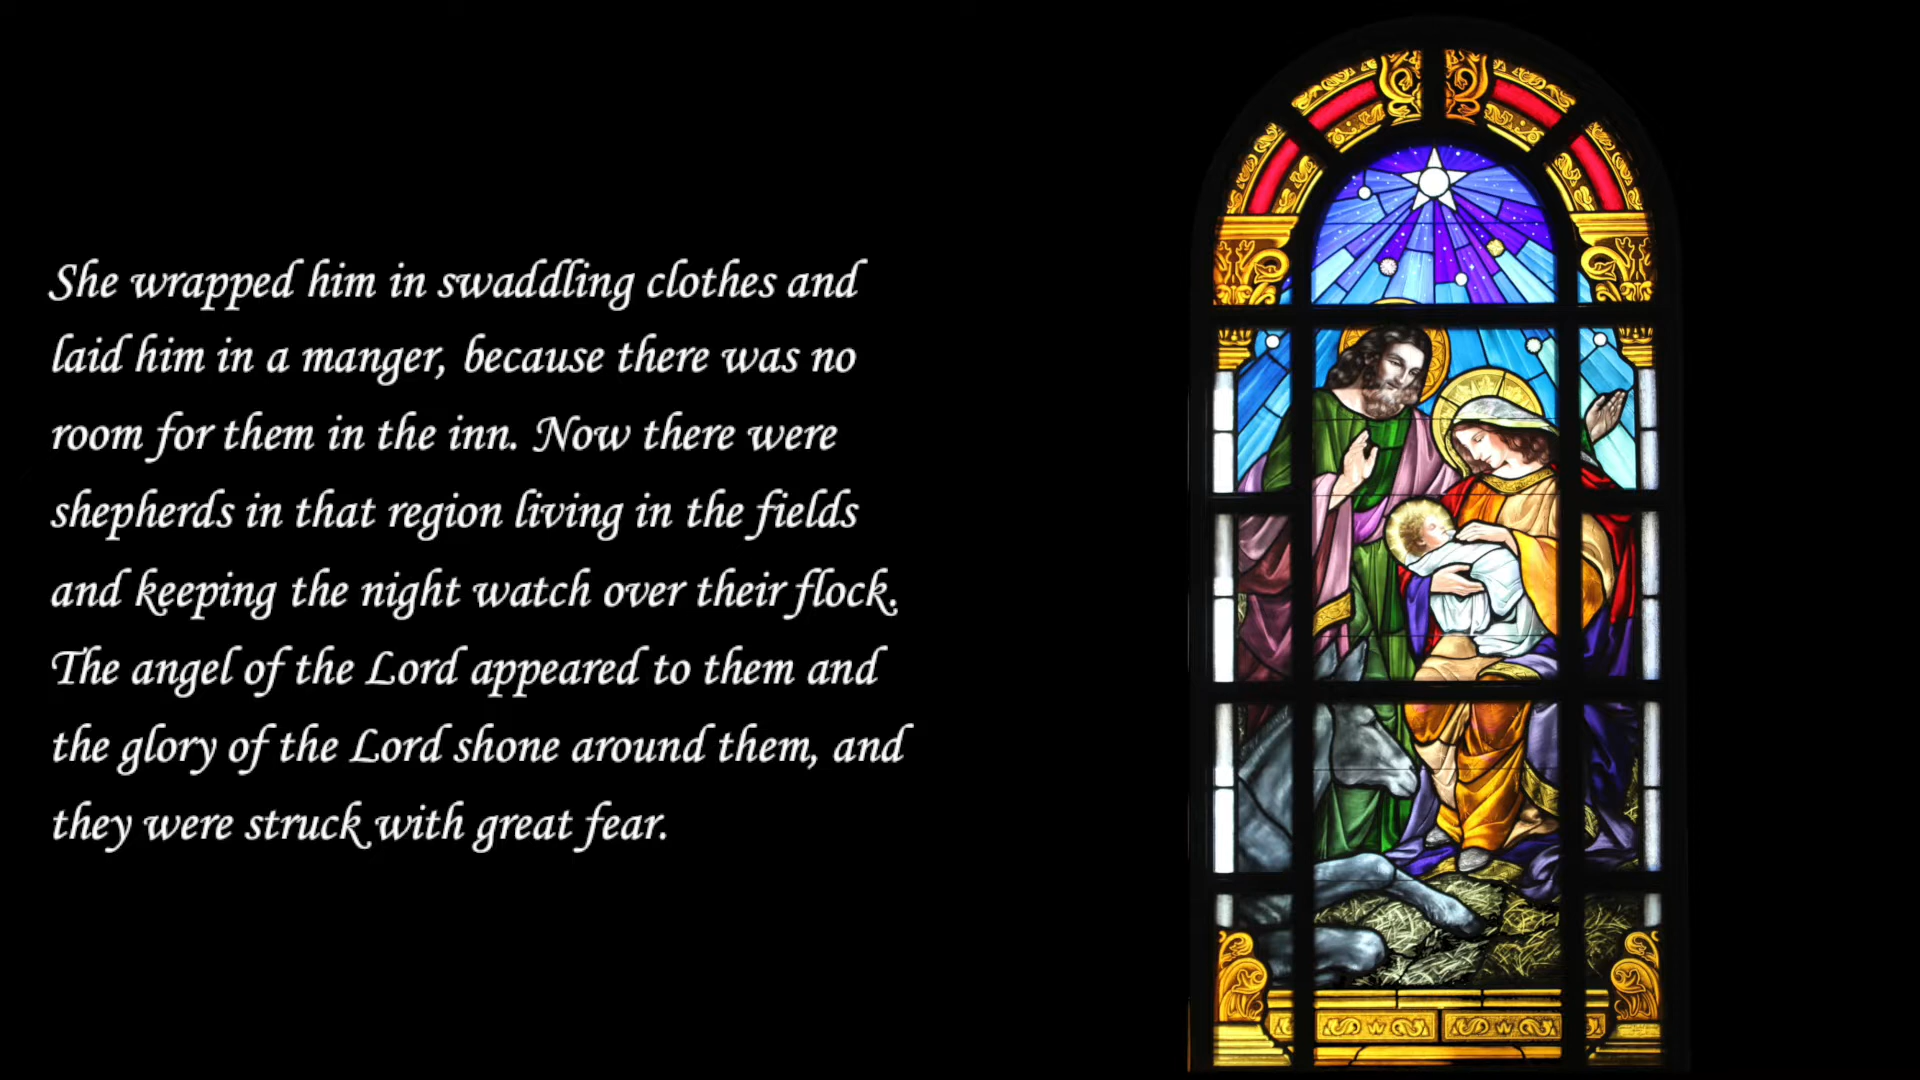 She wrapped him in swaddling clothes and
laid him in a manger, because there was no
room for them in the inn. Now there were
shepherds in that region living in the fields
and keeping the night watch over their flock.
The angel of the Lord appeared to them and
the glory of the Lord shone around them, and
they were struck with great fear.